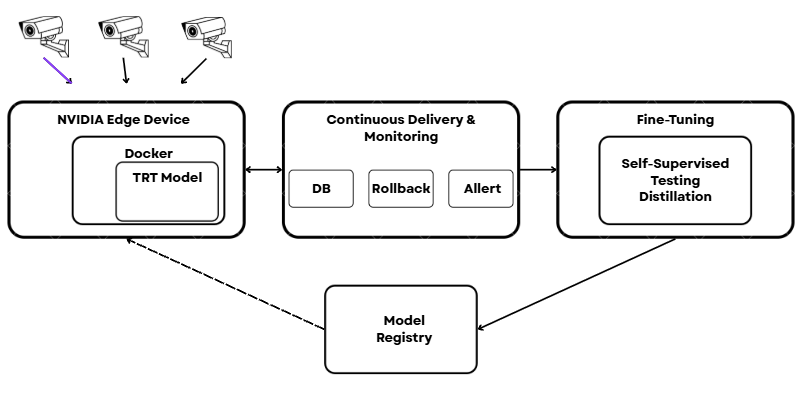 NVIDIA Edge Device
Docker
TRT Model
Continuous Delivery &
Monitoring
DB
Rollback
Allert
Fine-Tuning
Self-Supervised
Testing
Distillation
Model
Registry